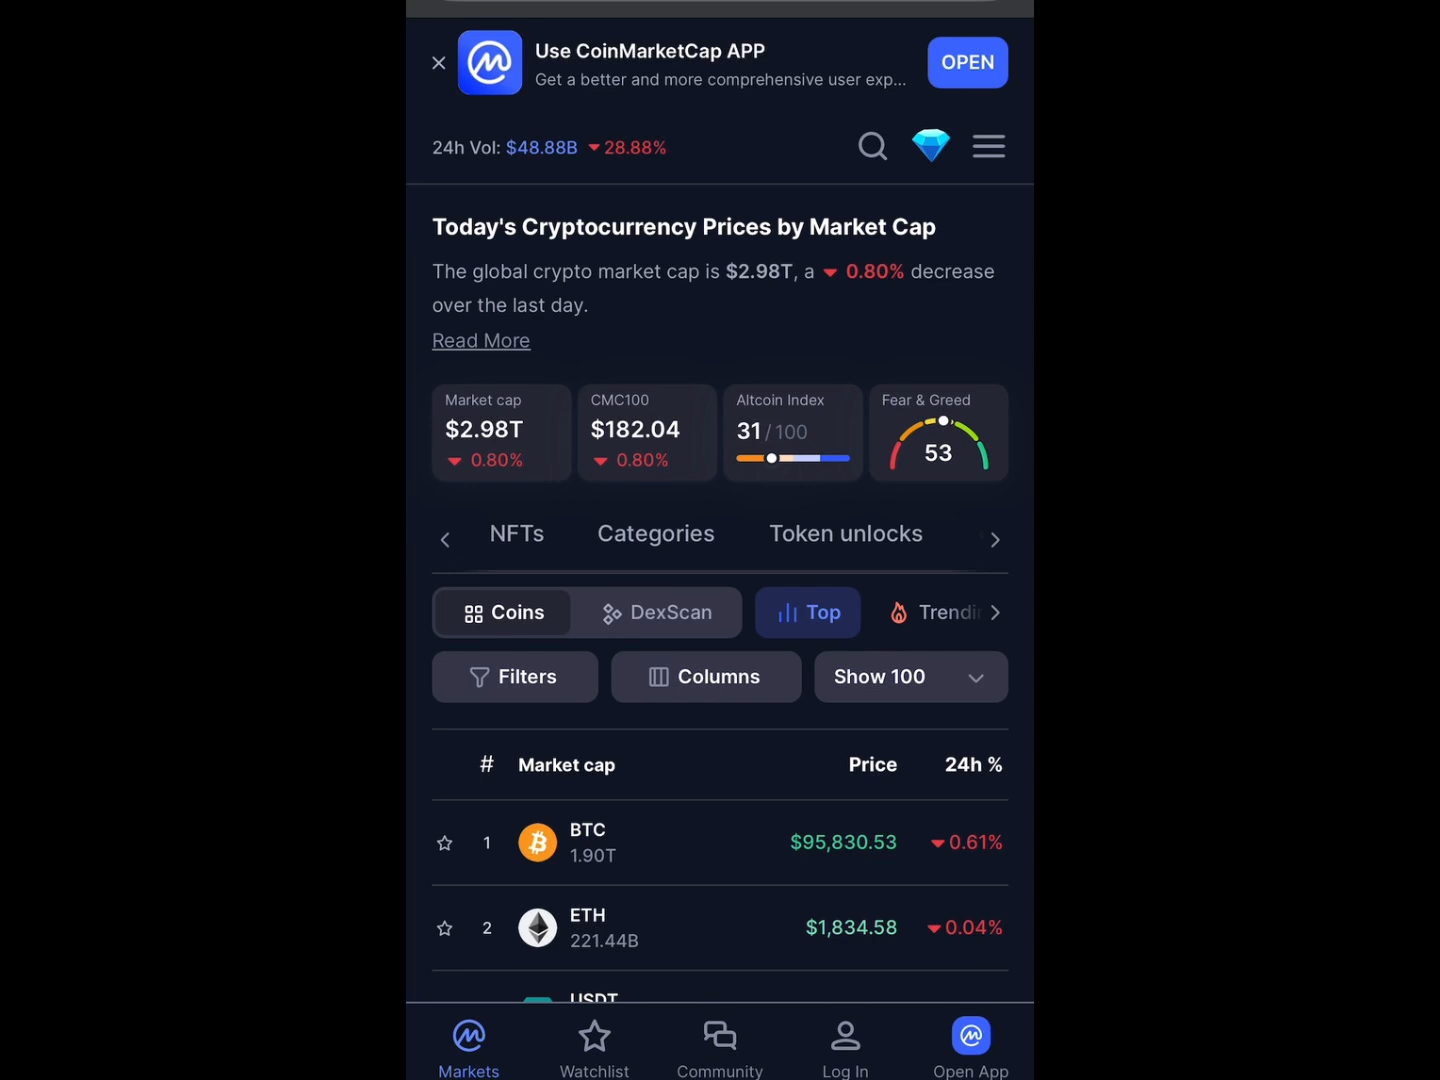 Use CoinMarketCap APP
Get a better and more comprehensive user exp...
OPEN
24h Vol: $48.88B 28.88%
Today's Cryptocurrency Prices by Market Cap
The global crypto market cap is $2.98T, a 0.80% decrease
over the last day.
Read More
Market cap
$2.98T
0.80%
CMC100
$182.04
0.80%
Altcoin Index
31/100
Fear & Greed
53
NFTs Categories Token unlocks
Coins DexScan Top Trendin
Filters Columns Show 100
# Market cap Price 24h %
1 BTC $95,830.53 0.61%
1.90T
2 ETH $1,834.58 0.04%
221.44B
USDT
Markets Watchlist Community Log In Open App